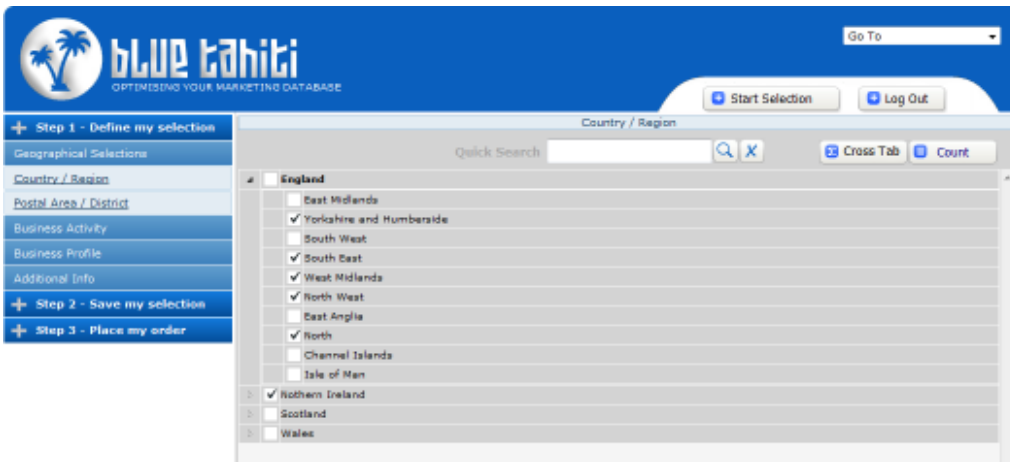 Go To
blue tahiti
OPTIMISING YOUR MARKETING DATABASE
Start Selection
Log Out
Step 1 - Define my selection
Country / Region
Geographical Selections
Quick Search
Cross Tab
Count
Country / Region
England
East Midlands
Postal Area / District
Yorkshire and Humberside
Business Activity
South West
Business Profile
South East
Additional Info
West Midlands
Step 2 - Save my selection
North West
East Anglia
Step 3 - Place my order
North
Channel Islands
Isle of Man
Nothern Ireland
Scotland
Wales